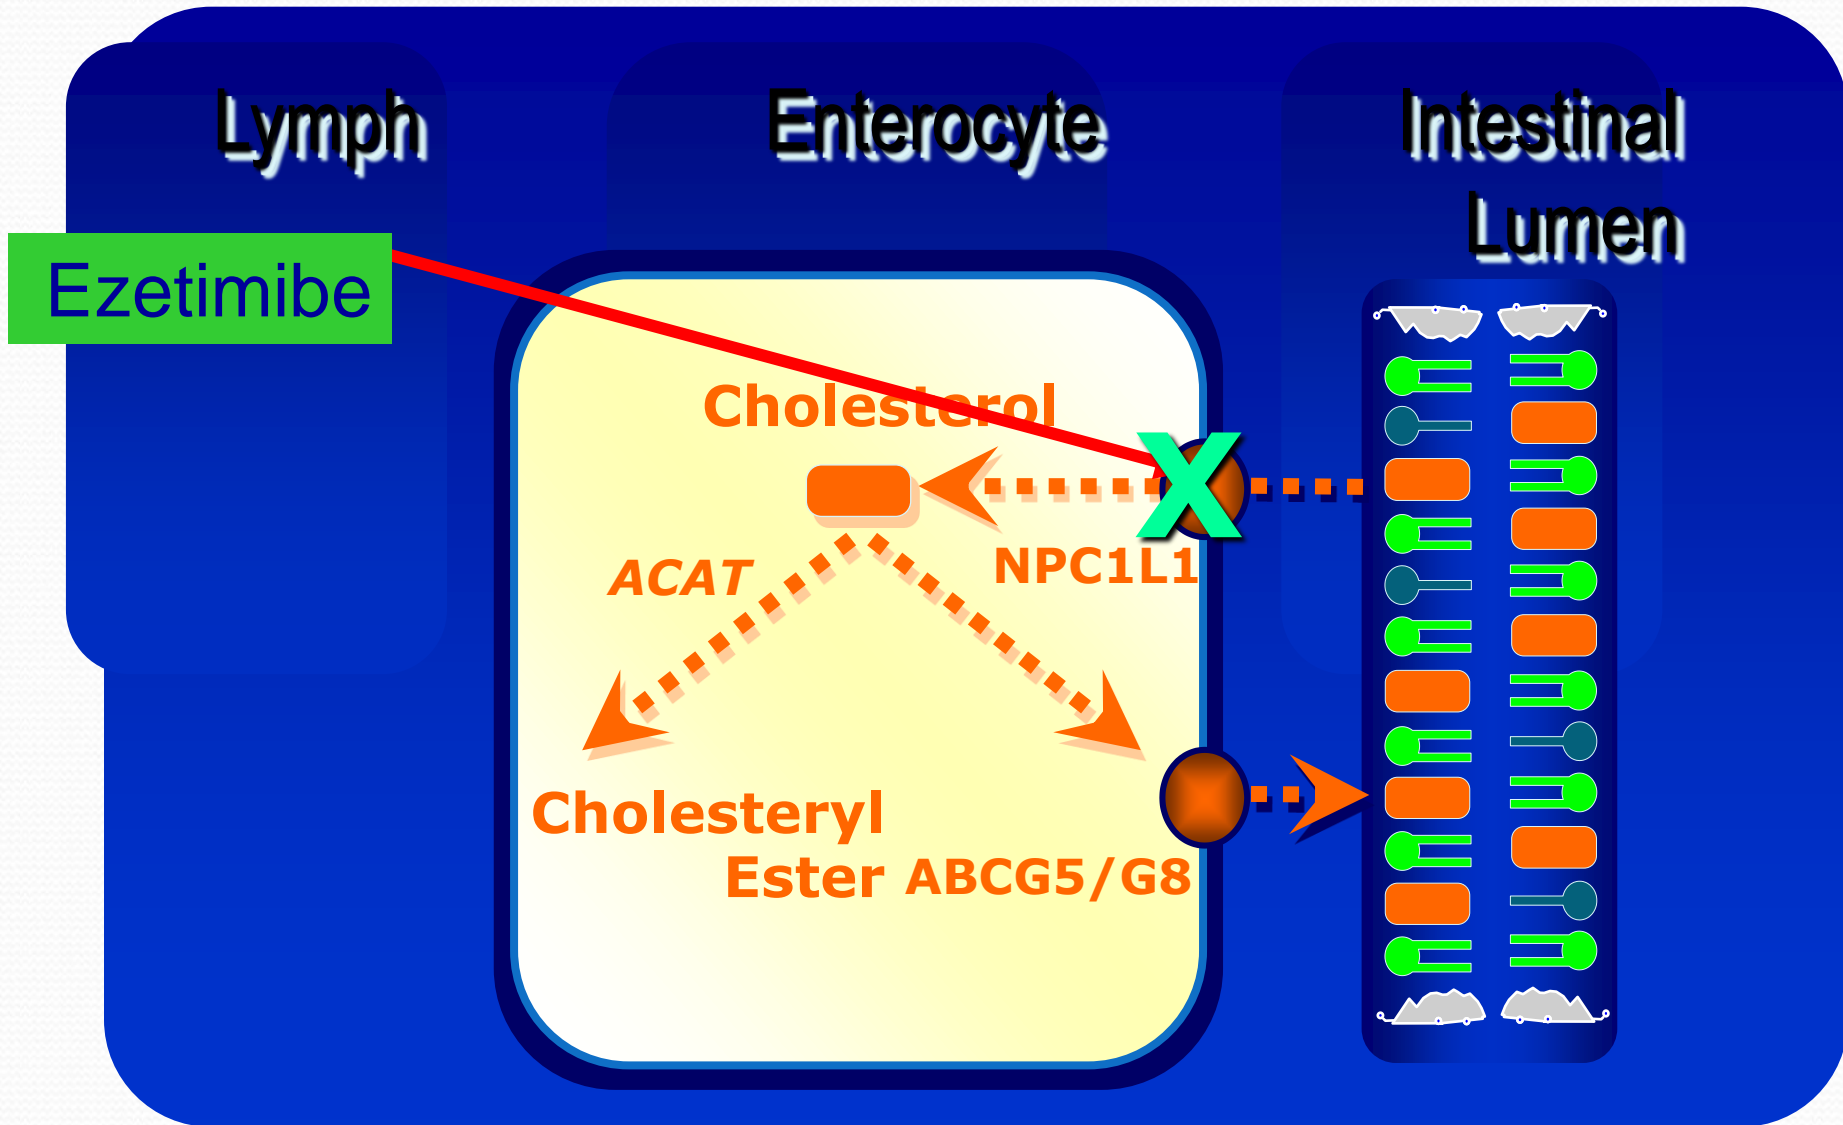 Lymph
Enterocyte
Intestinal
Lumen
Ezetimibe
Cholesterol
X
ACAT
NPC1L1
Cholesteryl
Ester
ABCG5/G8